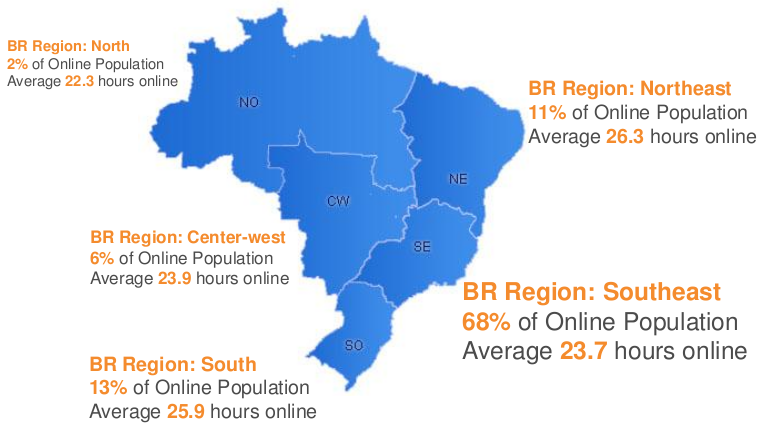 BR Region: North
2% of Online Population
Average 22.3 hours online
BR Region: Northeast
11% of Online Population
Average 26.3 hours online
NO
NE
CW
BR Region: Center-west
6% of Online Population
Average 23.9 hours online
SE
BR Region: Southeast
68% of Online Population
Average 23.7 hours online
SO
BR Region: South
13% of Online Population
Average 25.9 hours online